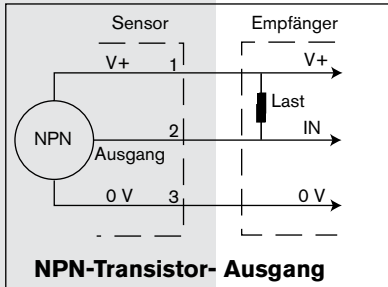 Sensor Empfänger
V+ 1 V+
Last
NPN 2 IN
Ausgang
0 V 3 0 V
NPN-Transistor- Ausgang